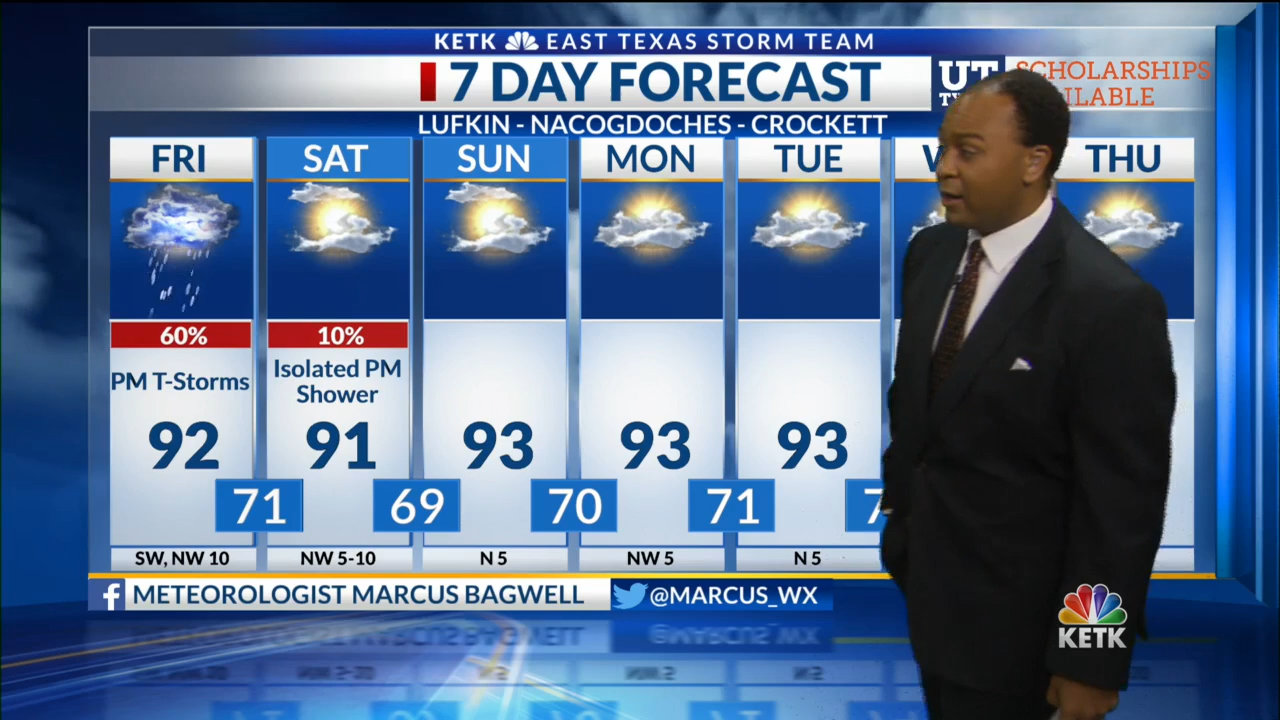 KETK EAST TEXAS STORM TEAM
7 DAY FORECAST
UT
SCHOLARSHIPS
LUFKIN - NACOGDOCHES - CROCKETT
FRI SAT SUN MON TUE THU
60% 10%
PM T-Storms
Isolated PM
Shower
92 91 93 93 93
71 69 70 71
SW, NW 10 NW 5-10 N 5 NW 5 N 5
f METEOROLOGIST MARCUS BAGWELL @MARCUS_WX
KETK